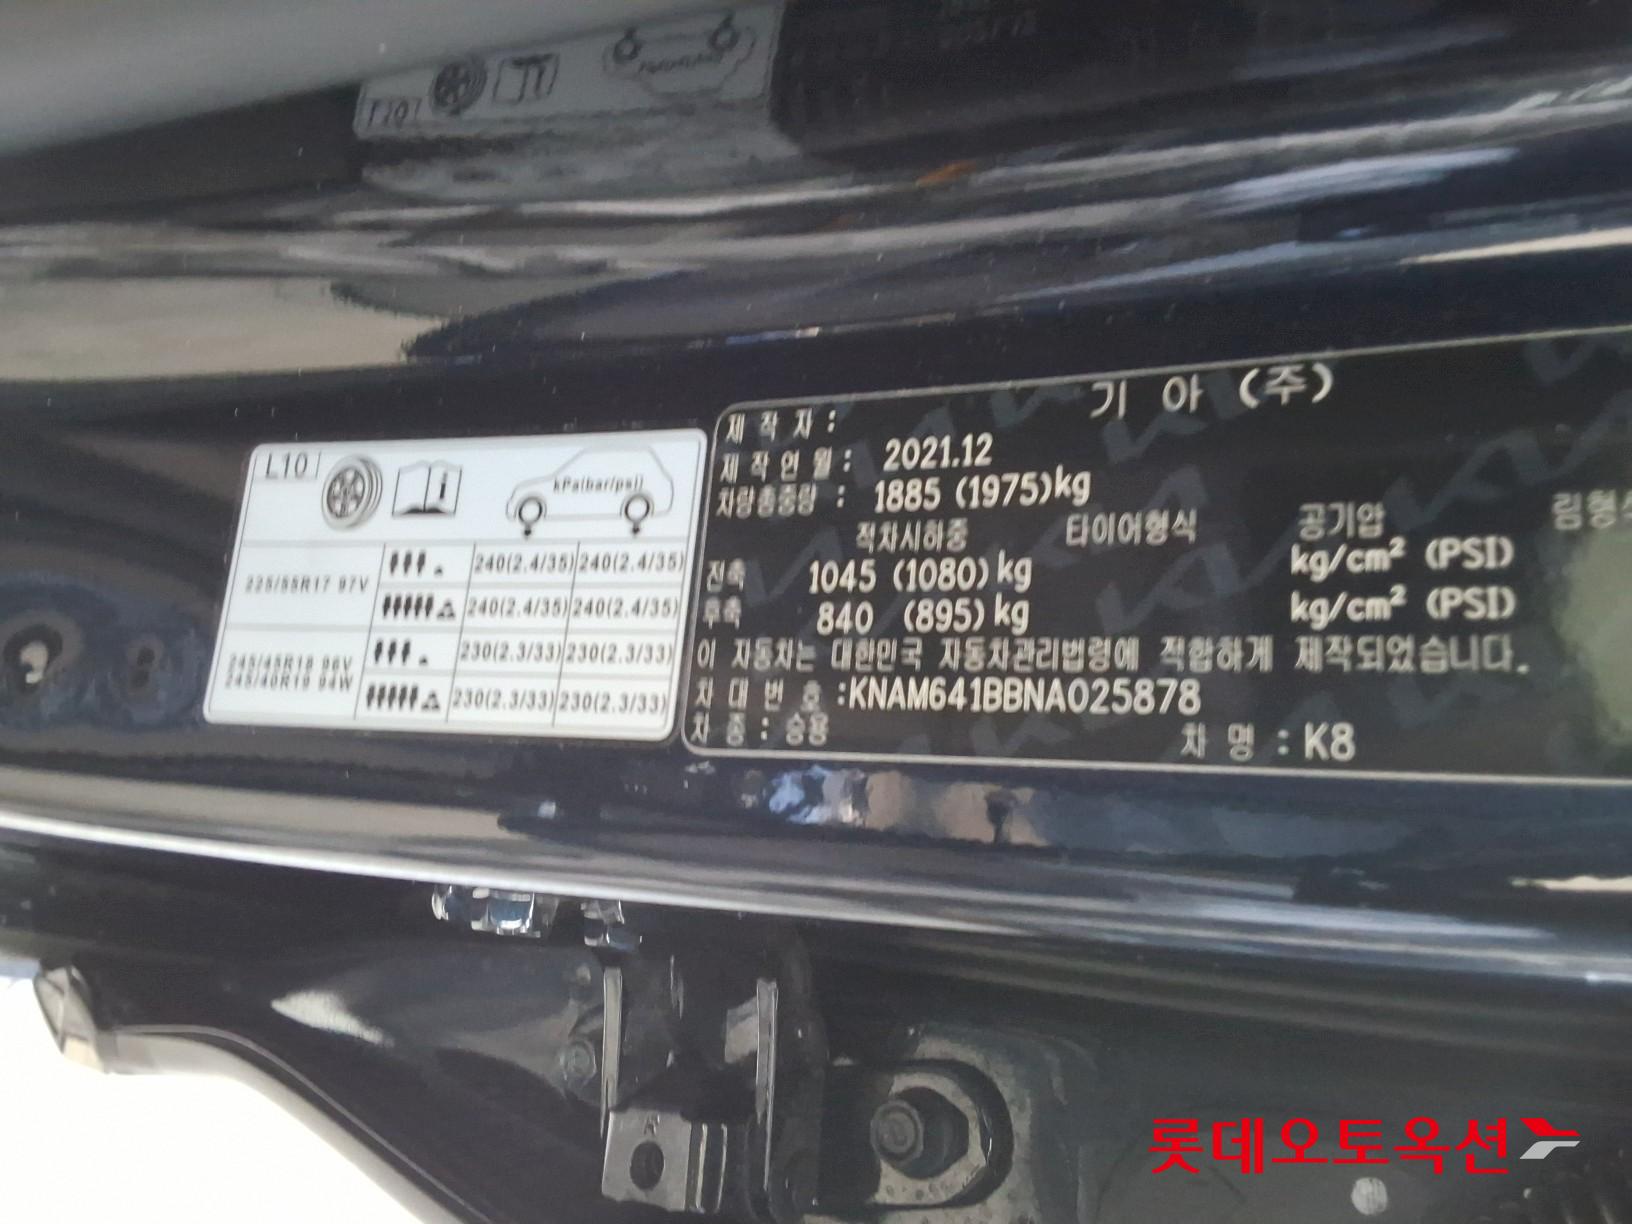 L10
kPa(bar/psi)
225/55R17 97V
240(2.4/35) 240(2.4/35)
240(2.4/35) 240(2.4/35)
245/45R18 96V
245/40R19 94W
230(2.3/33) 230(2.3/33)
230(2.3/33) 230(2.3/33)
제작자 : 기아(주)
제작연월 : 2021.12
차량총중량 : 1885 (1975)kg
적차시하중 타이어형식 공기압 림형식
전축 1045 (1080)kg kg/cm² (PSI)
후축 840 (895)kg kg/cm² (PSI)
이 자동차는 대한민국 자동차관리법령에 적합하게 제작되었습니다.
차대번호 :KNAM641BBNA025878
차종 : 승용 차명 : K8
롯데오토옥션